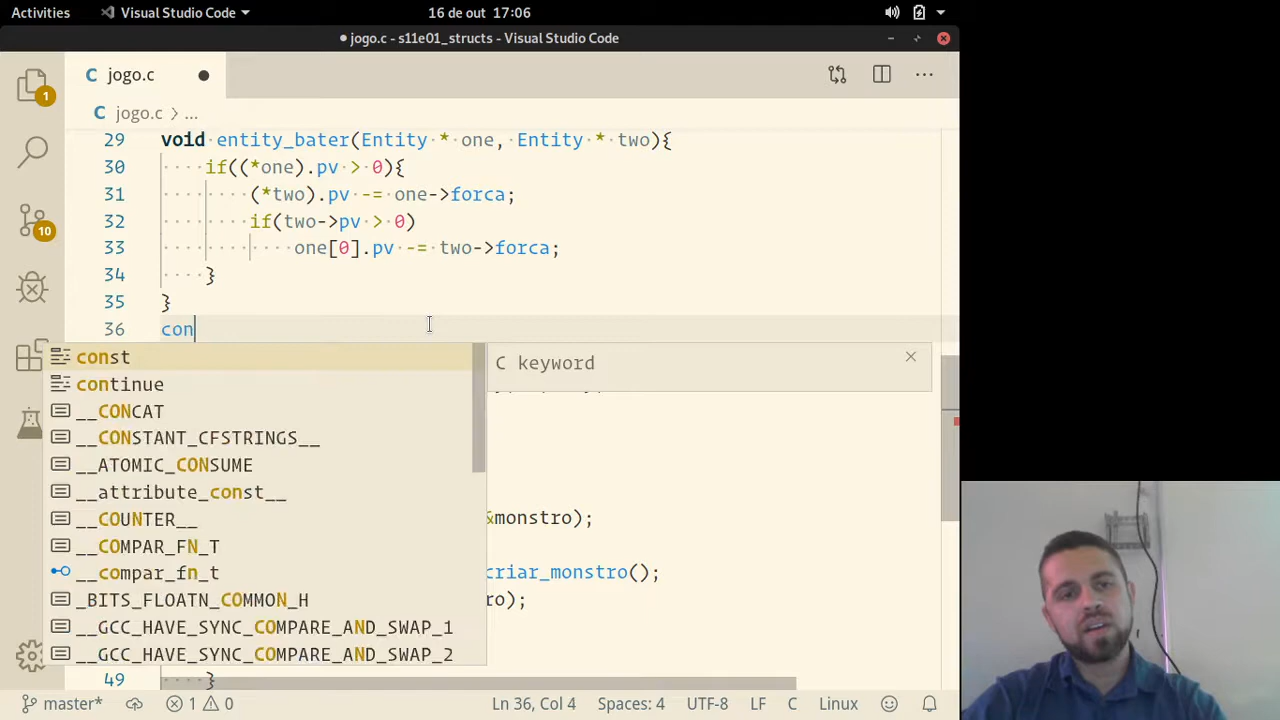 Activities Visual Studio Code 16 de out 17:06
● jogo.c - s11e01_structs - Visual Studio Code
C jogo.c ● ...
C jogo.c > ...
1
10
29 void entity_bater(Entity * one, Entity * two){
30 ····if((*one).pv > 0){
31 ········(*two).pv -= one->forca;
32 ········if(two->pv > 0)
33 ············one[0].pv -= two->forca;
34 ····}
35 }
36 con
const C keyword
continue
__CONCAT
__CONSTANT_CFSTRINGS__
__ATOMIC_CONSUME
__attribute_const__
__COUNTER__ &monstro);
__COMPAR_FN_T
__compar_fn_t criar_monstro();
_BITS_FLOATN_COMMON_H ro);
__GCC_HAVE_SYNC_COMPARE_AND_SWAP_1
__GCC_HAVE_SYNC_COMPARE_AND_SWAP_2
49 ····}
master* 1 0 Ln 36, Col 4 Spaces: 4 UTF-8 LF C Linux